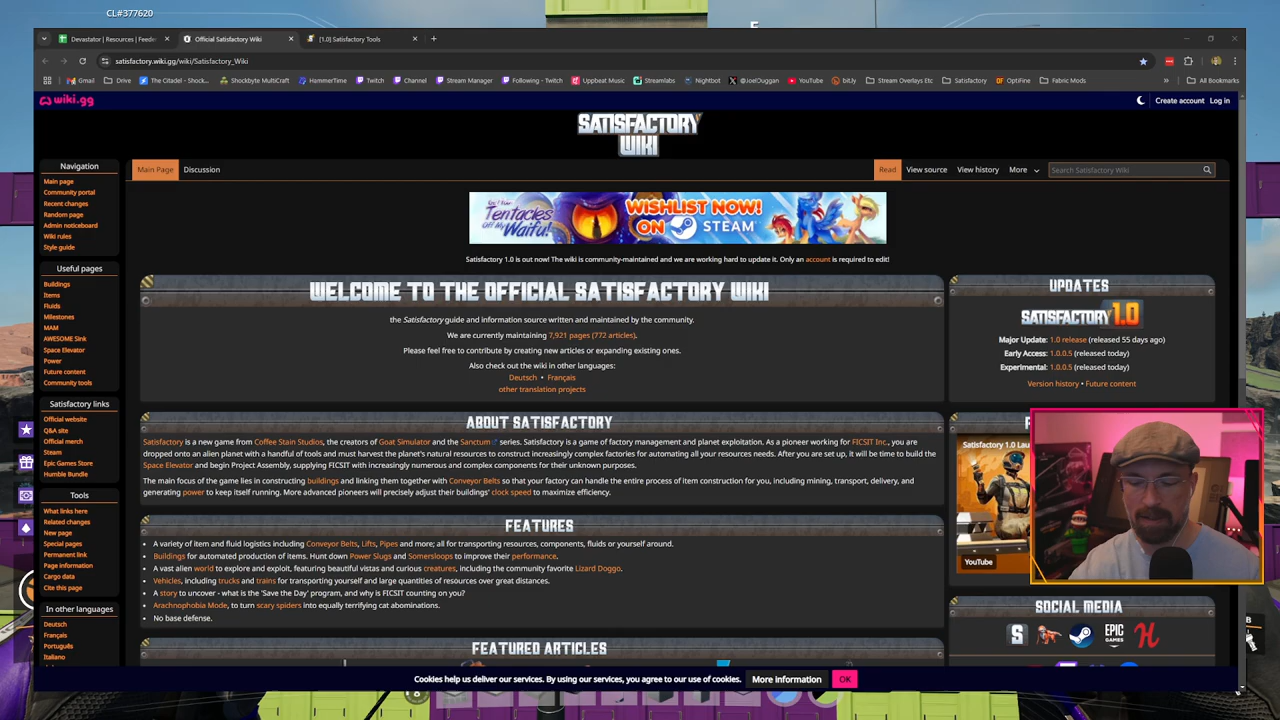 CL#377620
Devastator | Resources | Feede
Official Satisfactory Wiki
[1.0] Satisfactory Tools
satisfactory.wiki.gg/wiki/Satisfactory_Wiki
Gmail
Drive
The Citadel - Shock...
Shockbyte MultiCraft
HammerTime
Twitch
Channel
Stream Manager
Following - Twitch
Uppbeat Music
Streamlabs
Nightbot
@JoelDuggan
YouTube
bitJy
Stream Overlays Etc
Satisfactory
OptiFine
Fabric Mods
All Bookmarks
wiki.gg
Create account Log in
SATISFACTORY
WIKI
Main Page
Discussion
Read
View source
View history
More
Search Satisfactory Wiki
Navigation
Main page
Community portal
Recent changes
Random page
Admin noticeboard
Wiki rules
Style guide
Useful pages
Buildings
Items
Fluids
Milestones
MAM
AWESOME Sink
Space Elevator
Power
Future content
Community tools
Satisfactory links
Official website
Q&A site
Official merch
Steam
Epic Games Store
Humble Bundle
Tools
What links here
Related changes
New page
Special pages
Permanent link
Page information
Cargo data
Cite this page
In other languages
Deutsch
Français
Português
Italiano
Tentacles
Off My
Waifu!
WISHLIST NOW!
ON STEAM
Satisfactory 1.0 is out now! The wiki is community-maintained and we are working hard to update it. Only an account is required to edit!
WELCOME TO THE OFFICIAL SATISFACTORY WIKI
the Satisfactory guide and information source written and maintained by the community.
We are currently maintaining 7,921 pages (772 articles).
Please feel free to contribute by creating new articles or expanding existing ones.
Also check out the wiki in other languages:
Deutsch • Français
other translation projects
UPDATES
SATISFACTORY 1.0
Major Update: 1.0 release (released 55 days ago)
Early Access: 1.0.0.5 (released today)
Experimental: 1.0.0.5 (released today)
Version history • Future content
ABOUT SATISFACTORY
Satisfactory is a new game from Coffee Stain Studios, the creators of Goat Simulator and the Sanctum series. Satisfactory is a game of factory management and planet exploitation. As a pioneer working for FICSIT Inc., you are
dropped onto an alien planet with a handful of tools and must harvest the planet's natural resources to construct increasingly complex factories for automating all your resources needs. After you are set up, it will be time to build the
Space Elevator and begin Project Assembly, supplying FICSIT with increasingly numerous and complex components for their unknown purposes.
The main focus of the game lies in constructing buildings and linking them together with Conveyor Belts so that your factory can handle the entire process of item construction for you, including mining, transport, delivery, and
generating power to keep itself running. More advanced pioneers will precisely adjust their buildings' clock speed to maximize efficiency.
Satisfactory 1.0 Lau
YouTube
FEATURES
• A variety of item and fluid logistics including Conveyor Belts, Lifts, Pipes and more; all for transporting resources, components, fluids or yourself around.
• Buildings for automated production of items. Hunt down Power Slugs and Somersloops to improve their performance.
• A vast alien world to explore and exploit, featuring beautiful vistas and curious creatures, including the community favorite Lizard Doggo.
• Vehicles, including trucks and trains for transporting yourself and large quantities of resources over great distances.
• A story to uncover - what is the 'Save the Day' program, and why is FICSIT counting on you?
• Arachnophobia Mode, to turn scary spiders into equally terrifying cat abominations.
• No base defense.
SOCIAL MEDIA
EPIC
GAMES
FEATURED ARTICLES
Cookies help us deliver our services. By using our services, you agree to our use of cookies.
More information
OK